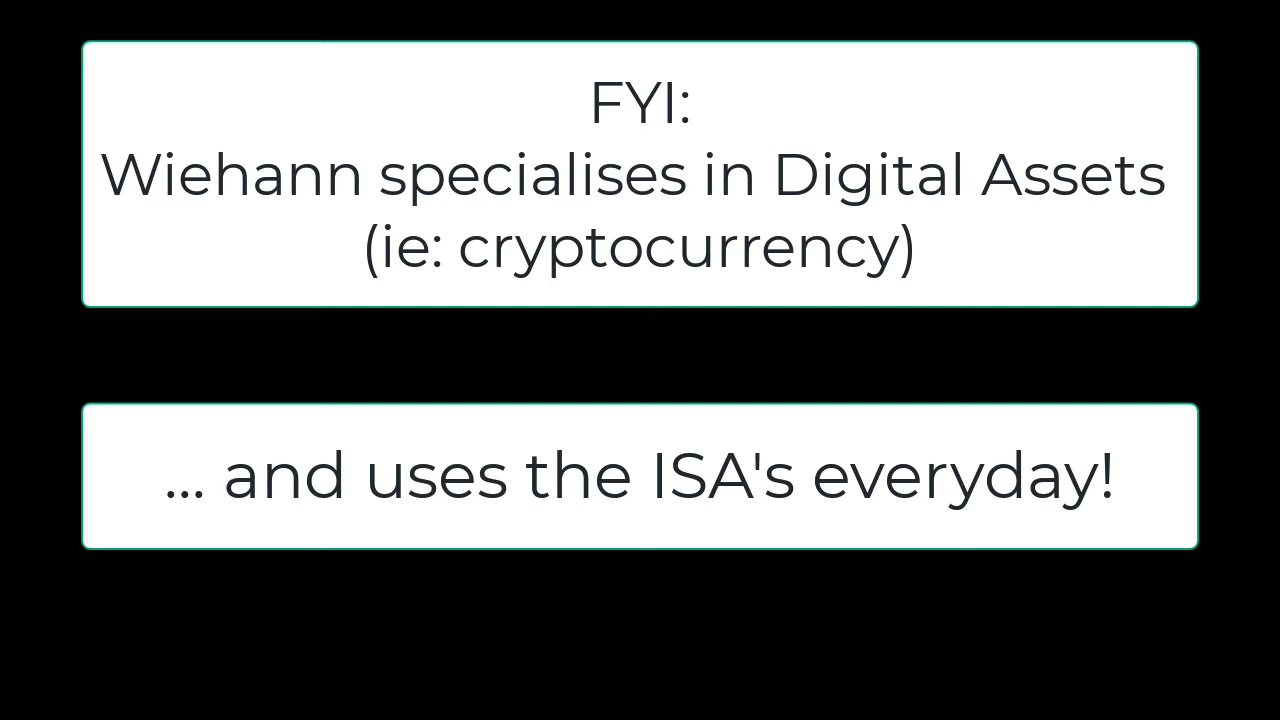 FYI:
Wiehann specialises in Digital Assets
(ie: cryptocurrency)
... and uses the ISA's everyday!